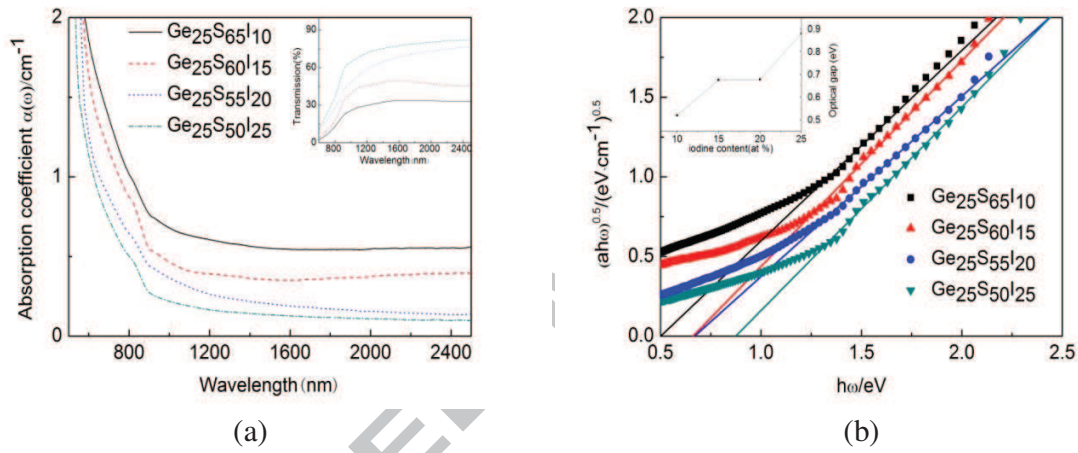 2
1
0
800
1200
1600
2000
2400
Absorption coefficient α(ω)/cm⁻¹
Wavelength(nm)
Ge25S65I10
Ge25S60I15
Ge25S55I20
Ge25S50I25
90
60
30
0
800
1600
2400
Transmission(%)
Wavelength nm
(a)
2.0
1.5
1.0
0.5
0.0
0.5
1.0
1.5
2.0
2.5
(ahω)^0.5/(eV·cm⁻¹)^0.5
hω/eV
0.9
0.8
0.7
0.6
0.5
10
15
20
25
Optical gap (eV)
iodine content(at %)
Ge25S65I10
Ge25S60I15
Ge25S55I20
Ge25S50I25
(b)